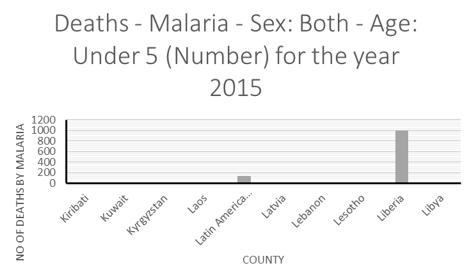 Deaths - Malaria - Sex: Both - Age:
Under 5 (Number) for the year
2015
NO OF DEATHS BY MALARIA
1200
1000
800
600
400
200
0
Kiribati
Kuwait
Kyrgyzstan
Laos
Latin America...
Latvia
Lebanon
Lesotho
Liberia
Libya
COUNTY